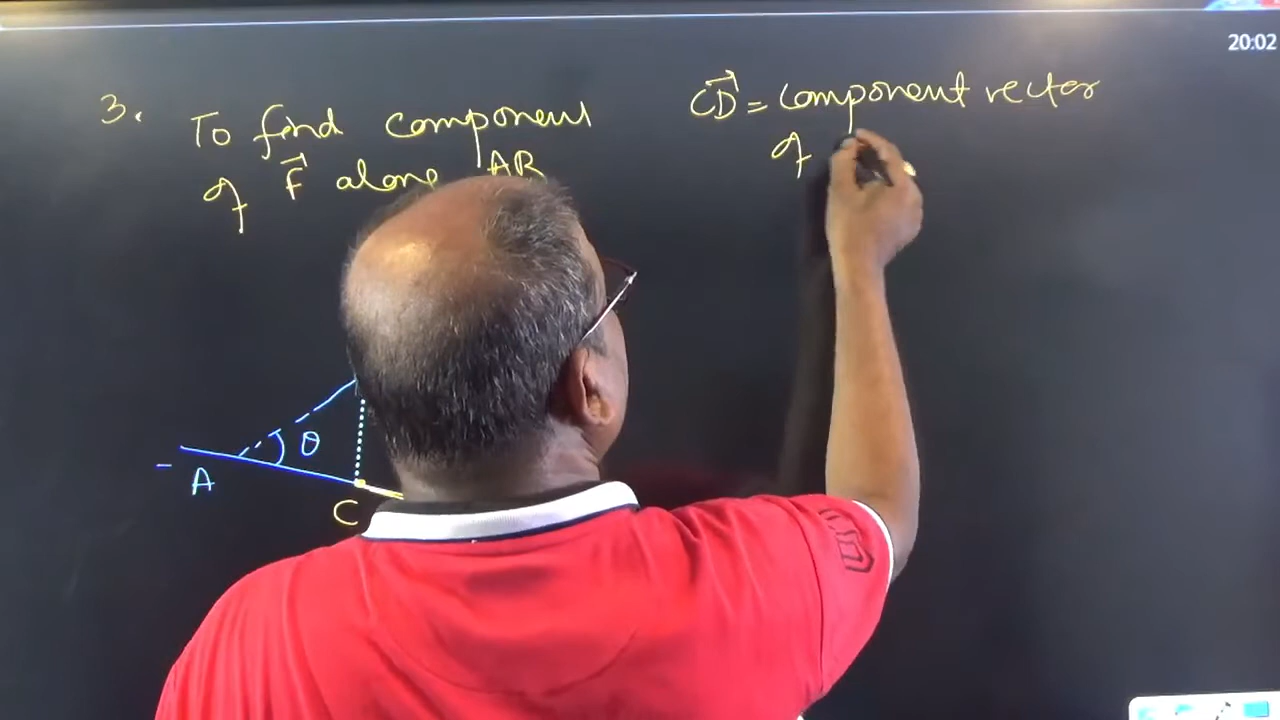 20:02
3. To find component
of F⃗ along AB
CD⃗ = component vector
of
θ
- A
C